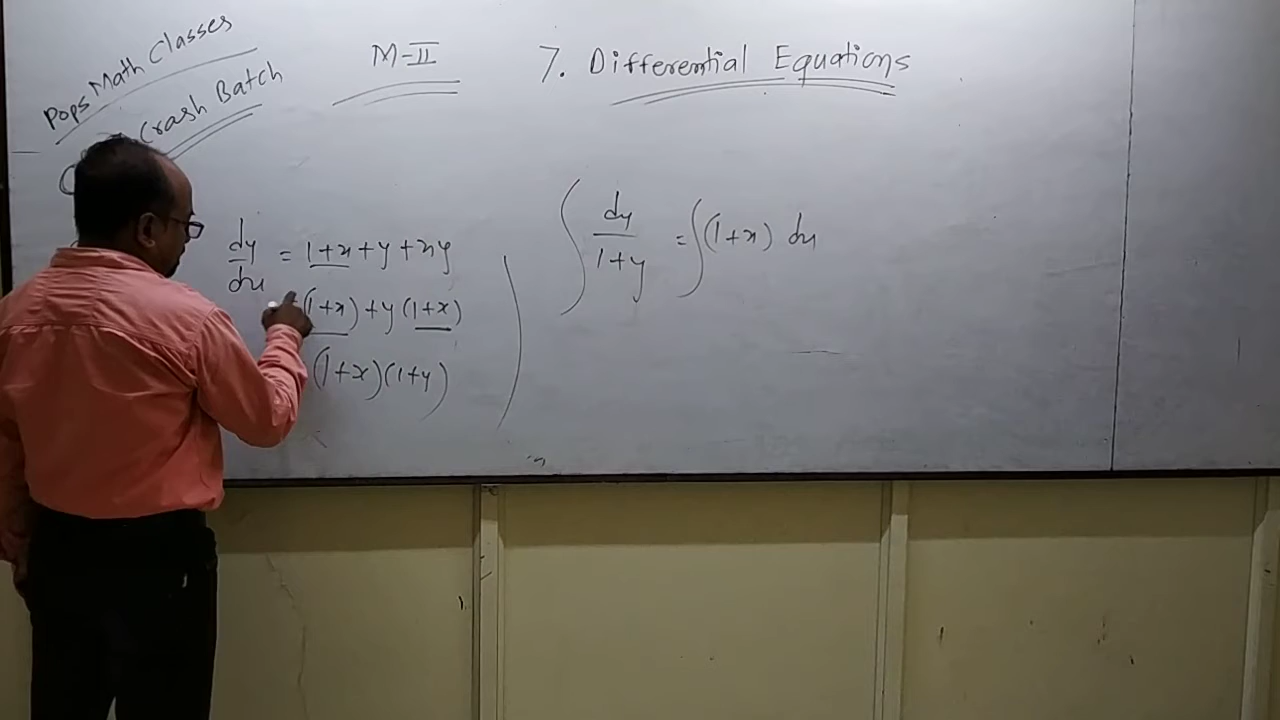 Pops Math Classes
Crash Batch
M-II
7. Differential Equations
dy/dx = 1+x+y+xy
(1+x)+y(1+x)
(1+x)(1+y)
∫ dy/1+y = ∫(1+x) dx